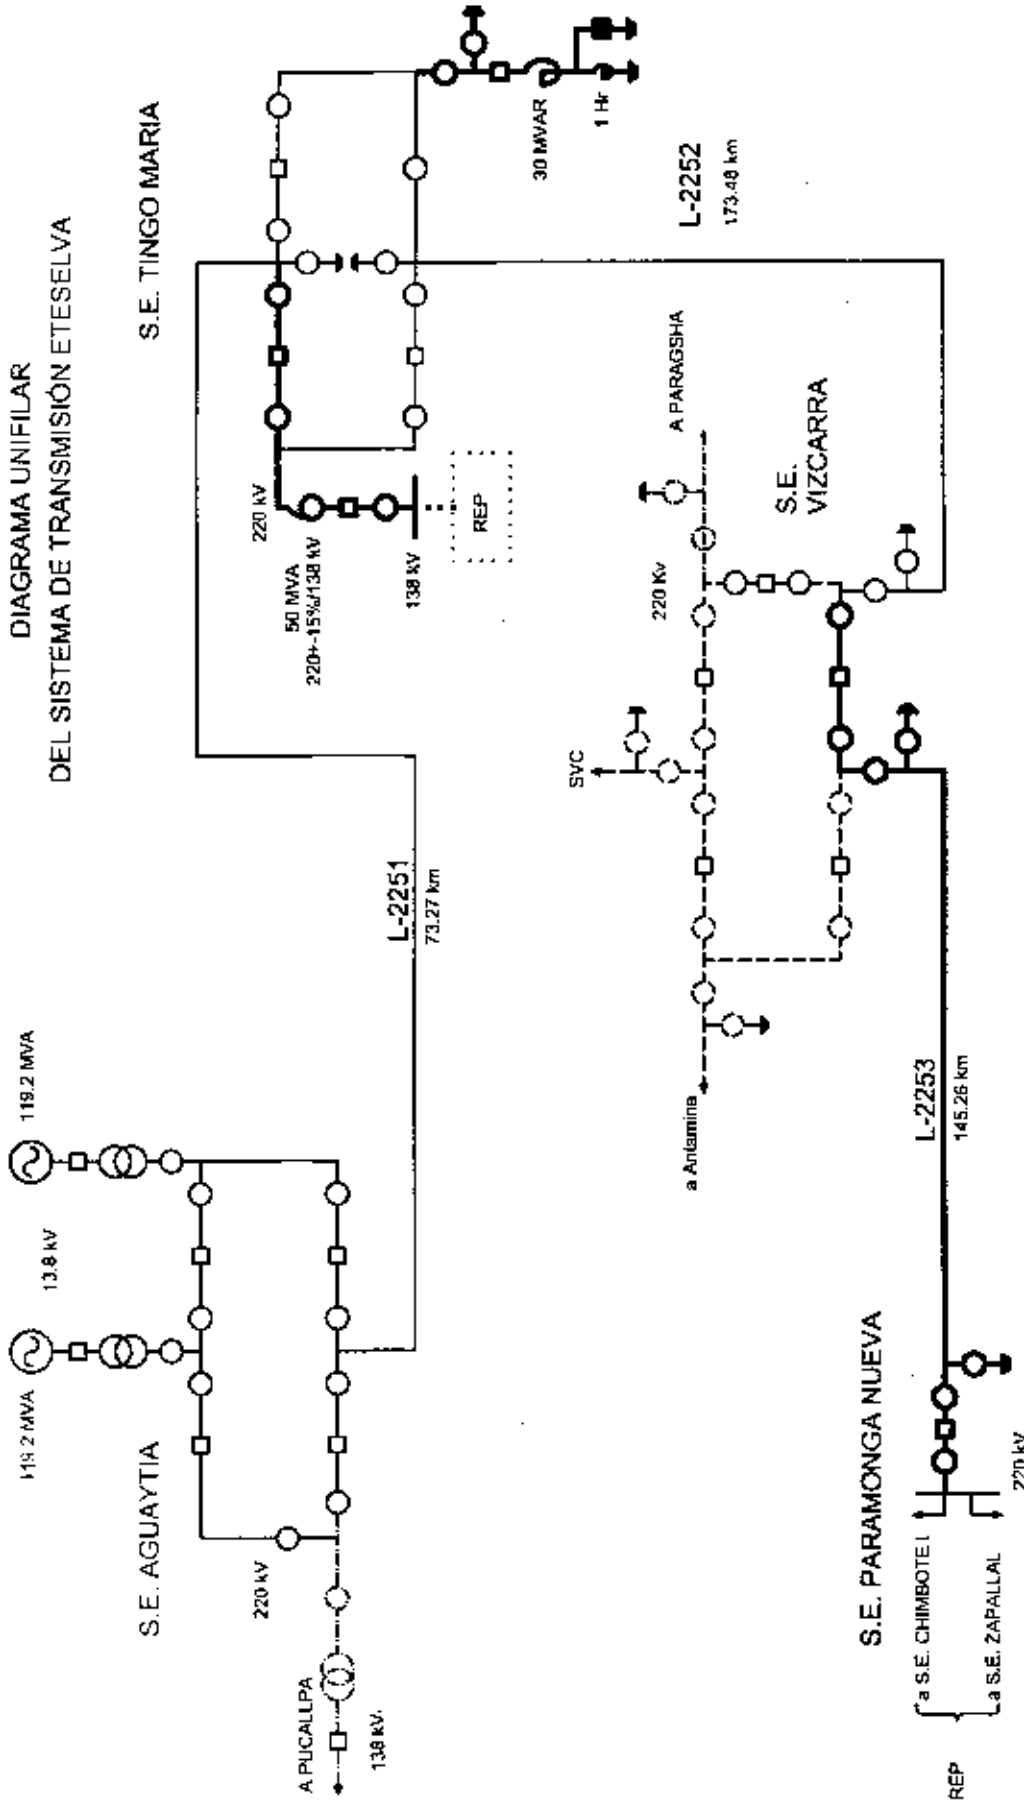 DIAGRAMA UNIFILAR
DEL SISTEMA DE TRANSMISIÓN ETESELVA
S.E. TINGO MARIA
220 kV
50 MVA
220+-15%/138 kV
138 kV
REP
30 MVAR
1 Hr
L-2252
173.48 km
A PARAGSHA
S.E.
VIZCARRA
220 Kv
SVC
a Antamina
L-2251
73.27 km
119.2 MVA
13.8 kV
119.2 MVA
S.E. AGUAYTIA
220 kV
A PUCALLPA
138 kV.
L-2253
145.26 km
S.E. PARAMONGA NUEVA
220 kV
a S.E. CHIMBOTE I
a S.E. ZAPALLAL
REP